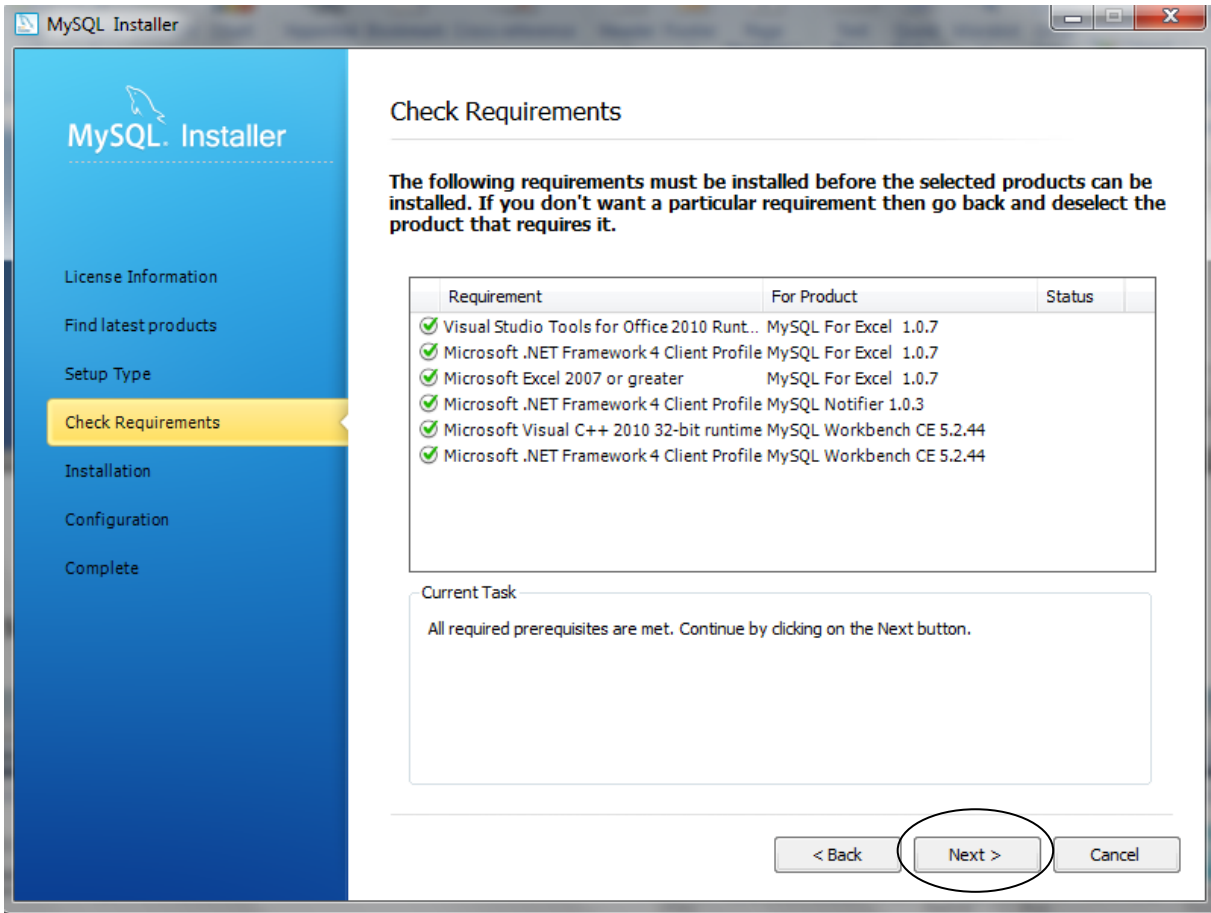 MySQL Installer
MySQL. Installer
License Information
Find latest products
Setup Type
Check Requirements
Installation
Configuration
Complete
Check Requirements
The following requirements must be installed before the selected products can be
installed. If you don't want a particular requirement then go back and deselect the
product that requires it.
Requirement For Product Status
Visual Studio Tools for Office 2010 Runt... MySQL For Excel 1.0.7
Microsoft .NET Framework 4 Client Profile MySQL For Excel 1.0.7
Microsoft Excel 2007 or greater MySQL For Excel 1.0.7
Microsoft .NET Framework 4 Client Profile MySQL Notifier 1.0.3
Microsoft Visual C++ 2010 32-bit runtime MySQL Workbench CE 5.2.44
Microsoft .NET Framework 4 Client Profile MySQL Workbench CE 5.2.44
Current Task
All required prerequisites are met. Continue by clicking on the Next button.
< Back Next > Cancel